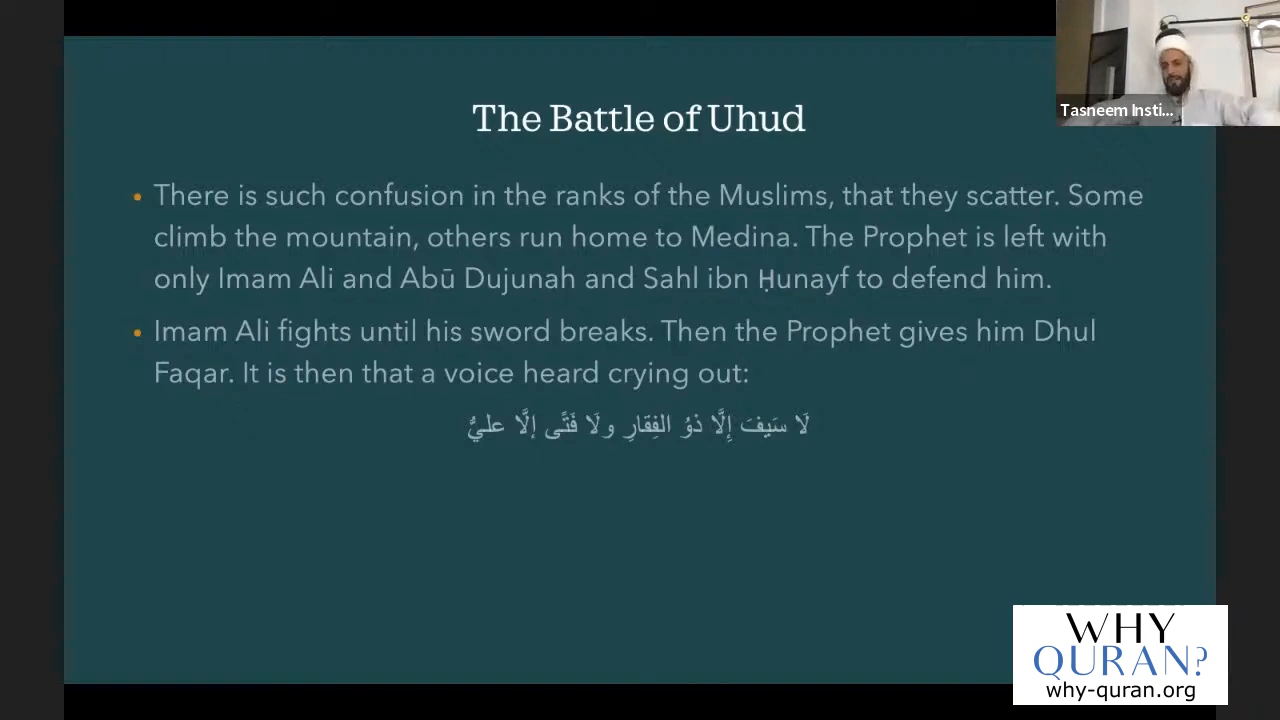 The Battle of Uhud
Tasneem Insti...
• There is such confusion in the ranks of the Muslims, that they scatter. Some
climb the mountain, others run home to Medina. The Prophet is left with
only Imam Ali and Abū Dujunah and Sahl ibn Ḥunayf to defend him.
• Imam Ali fights until his sword breaks. Then the Prophet gives him Dhul
Faqar. It is then that a voice heard crying out:
لَا سَيفَ إِلَّا ذوُ الفِقارِ ولَا فَتًى إلَّا عليُّ
WHY
QURAN?
why-quran.org